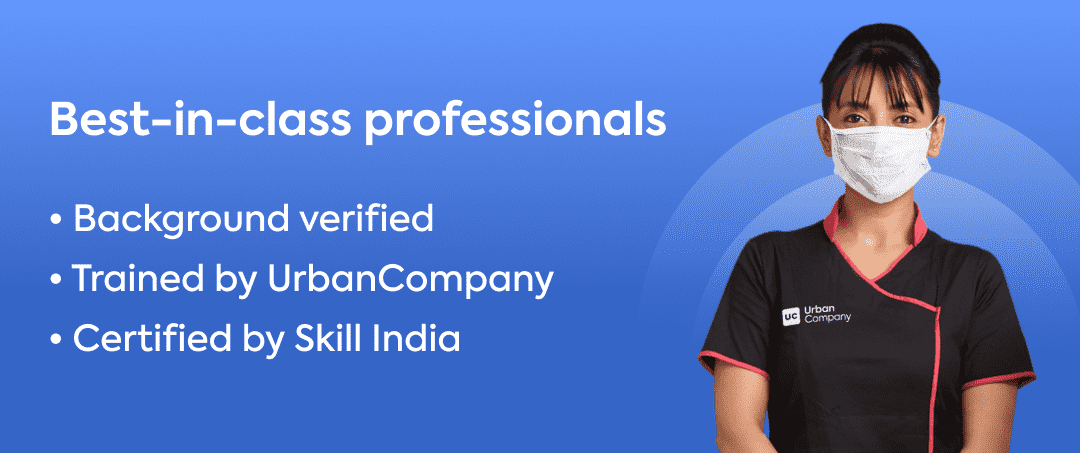 Best-in-class professionals
• Background verified
• Trained by UrbanCompany
• Certified by Skill India
UC Urban
Company